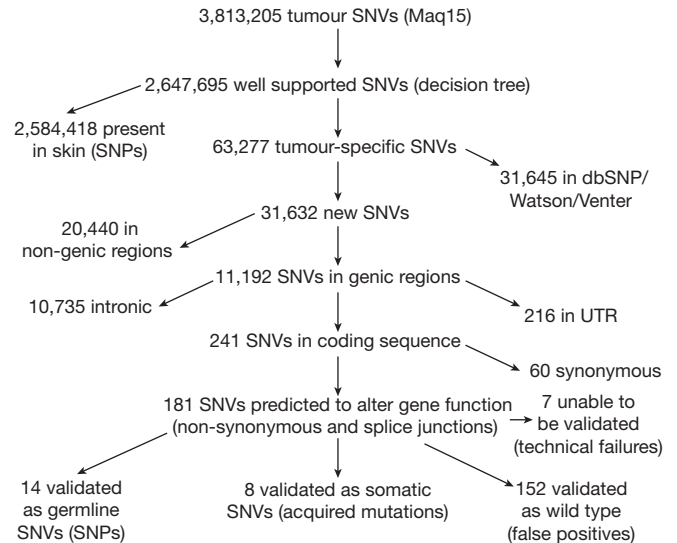 3,813,205 tumour SNVs (Maq15)
2,647,695 well supported SNVs (decision tree)
2,584,418 present
in skin (SNPs)
63,277 tumour-specific SNVs
31,645 in dbSNP/
Watson/Venter
31,632 new SNVs
20,440 in
non-genic regions
11,192 SNVs in genic regions
10,735 intronic
216 in UTR
241 SNVs in coding sequence
60 synonymous
181 SNVs predicted to alter gene function
(non-synonymous and splice junctions)
7 unable to
be validated
(technical failures)
14 validated
as germline
SNVs (SNPs)
8 validated as somatic
SNVs (acquired mutations)
152 validated
as wild type
(false positives)